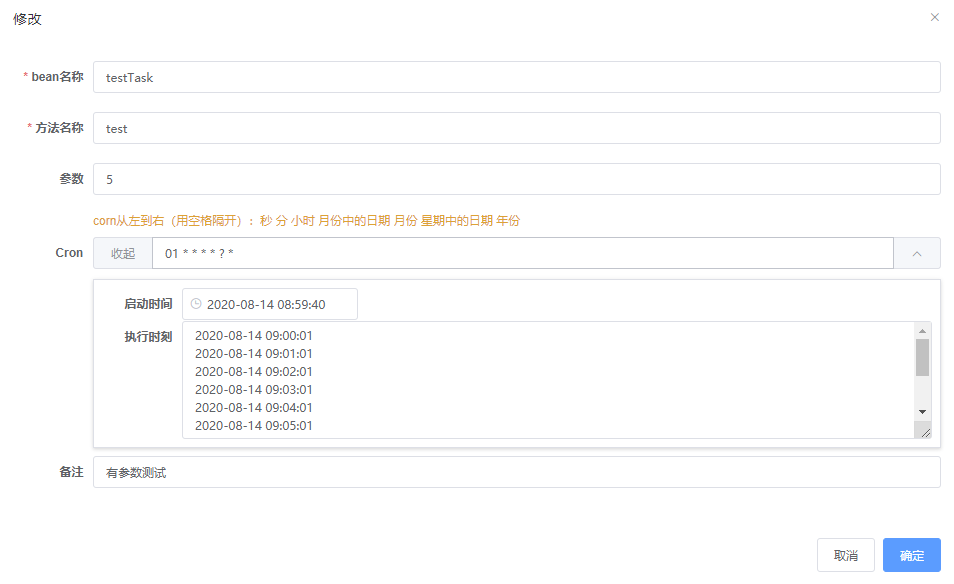 修改
* bean名称 testTask
* 方法名称 test
参数 5
corn从左到右（用空格隔开）：秒 分 小时 月份中的日期 月份 星期中的日期 年份
Cron 收起 01 * * * * ? *
启动时间 2020-08-14 08:59:40
执行时刻 2020-08-14 09:00:01
2020-08-14 09:01:01
2020-08-14 09:02:01
2020-08-14 09:03:01
2020-08-14 09:04:01
2020-08-14 09:05:01
备注 有参数测试
取消 确定